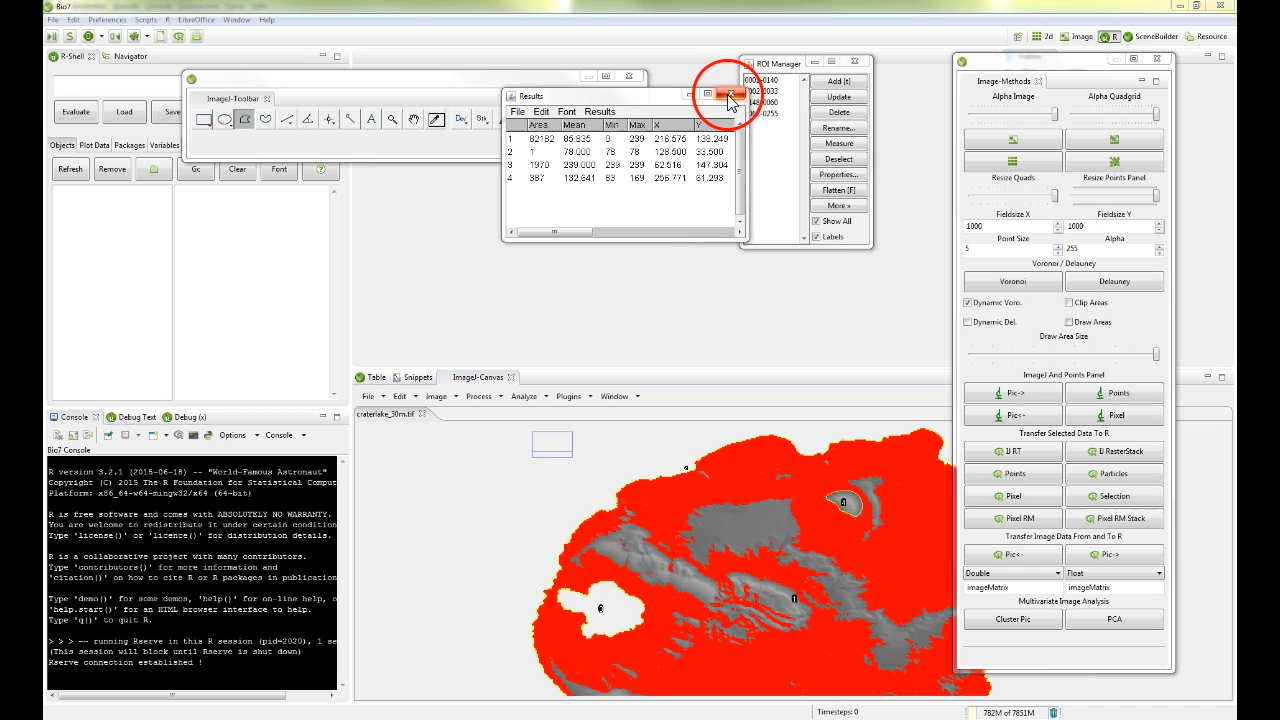 Bio7
File Edit Preferences Scripts R LibreOffice Window Help
2d Image R SceneBuilder Resource
R-Shell Navigator
Evaluate Load Save
Objects Plot Data Packages Variables
Refresh Remove Gc Clear Font
ImageJ-Toolbar
Dev Stk
Results
File Edit Font Results
Area Mean Min Max X Y
1 82182 86.835 0 239 216.575 138.249
2 1 78.000 78 78 128.500 33.500
3 1970 239.000 239 239 62.516 147.304
4 387 132.641 83 169 256.771 61.293
ROI Manager
0001-0140
0002-0033
0148-0060
-0255
Add [t]
Update
Delete
Rename...
Measure
Deselect
Properties...
Flatten [F]
More »
Show All
Labels
Image-Methods
Alpha Image Alpha Quadgrid
Resize Quads Resize Points Panel
Fieldsize X Fieldsize Y
1000 1000
Point Size Alpha
5 255
Voronoi / Delauney
Voronoi Delauney
Dynamic Voro. Clip Areas
Dynamic Del. Draw Areas
Draw Area Size
ImageJ And Points Panel
Pic-> Points
Pic<- Pixel
Transfer Selected Data To R
IJ RT IJ RasterStack
Points Particles
Pixel Selection
Pixel RM Pixel RM Stack
Transfer Image Data From and To R
Pic<- Pic->
Double Float
imageMatrix imageMatrix
Multivariate Image Analysis
Cluster Pic PCA
Table Snippets ImageJ-Canvas
File Edit Image Process Analyze Plugins Window
craterlake_30m.tif
4
1
Console Debug Text Debug (x)
Options Console
Bio7 Console
R version 3.2.1 (2015-06-18) -- "World-Famous Astronaut"
Copyright (C) 2015 The R Foundation for Statistical Comput
Platform: x86_64-w64-mingw32/x64 (64-bit)
R is free software and comes with ABSOLUTELY NO WARRANTY.
You are welcome to redistribute it under certain condition
Type 'license()' or 'licence()' for distribution details.
R is a collaborative project with many contributors.
Type 'contributors()' for more information and
'citation()' on how to cite R or R packages in publication
Type 'demo()' for some demos, 'help()' for on-line help, o
'help.start()' for an HTML browser interface to help.
Type 'q()' to quit R.
> > > -- running Rserve in this R session (pid=2020), 1 se
(This session will block until Rserve is shut down)
Rserve connection established !
Timesteps: 0
782M of 7851M